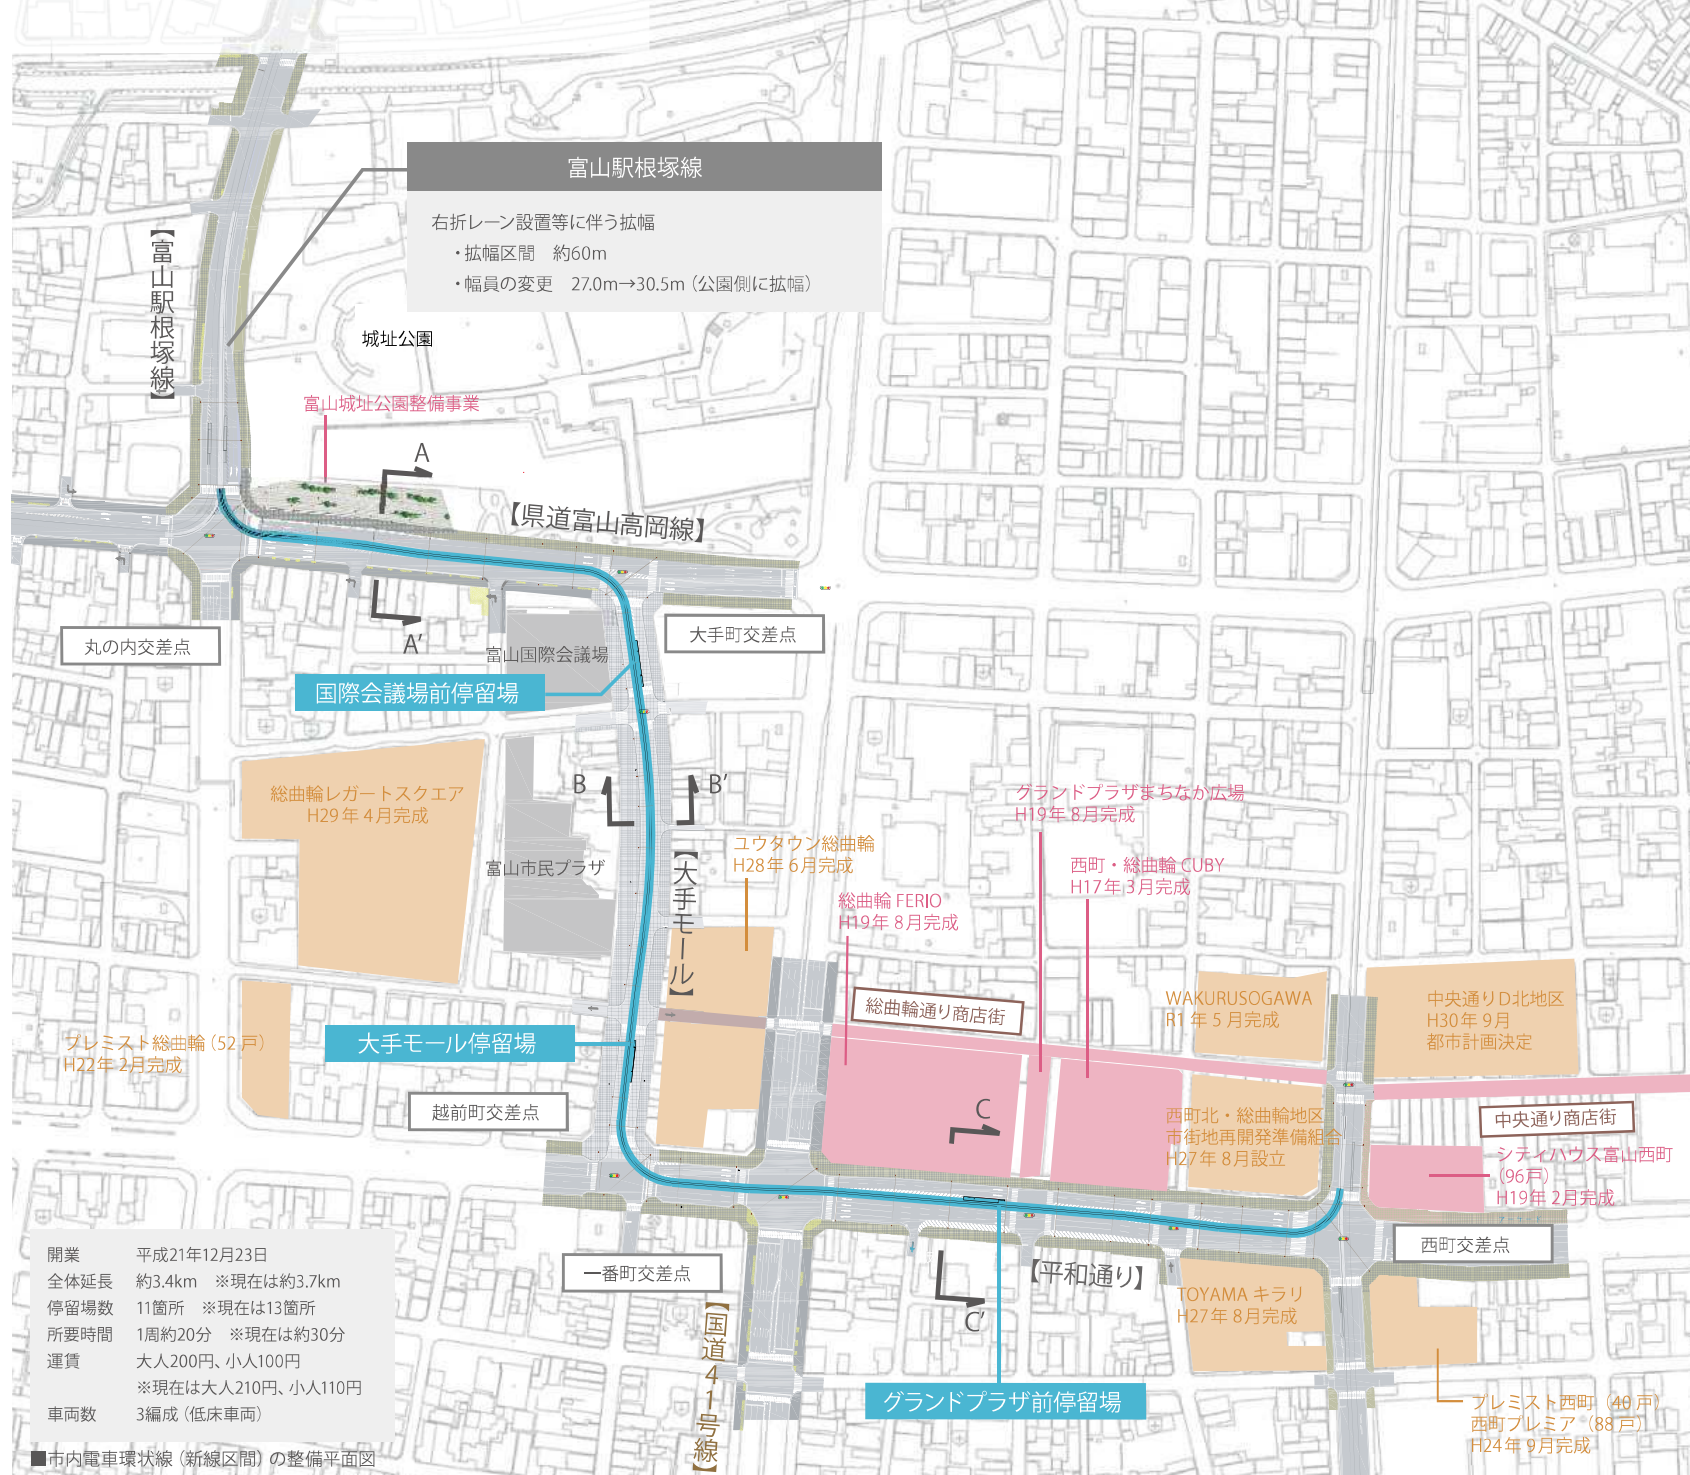 富山駅根塚線
右折レーン設置等に伴う拡幅
・拡幅区間　約60m
・幅員の変更　27.0m→30.5m（公園側に拡幅）
【富山駅根塚線】
城址公園
富山城址公園整備事業
A
【県道富山高岡線】
A′
丸の内交差点
大手町交差点
富山国際会議場
国際会議場前停留場
B
B′
総曲輪レガートスクエア
H29年 4月完成
グランドプラザまちなか広場
H19年 8月完成
ユウタウン総曲輪
H28年 6月完成
富山市民プラザ
【大手モール】
西町・総曲輪 CUBY
H17年 3月完成
総曲輪 FERIO
H19年 8月完成
総曲輪通り商店街
WAKURUSOGAWA
R1 年 5 月完成
中央通りD北地区
H30年 9月
都市計画決定
プレミスト総曲輪（52 戸）
H22年 2月完成
大手モール停留場
越前町交差点
C
西町北・総曲輪地区
市街地再開発準備組合
H27年 8月設立
中央通り商店街
シティハウス富山西町
（96戸）
H19年 2月完成
アーケード
西町交差点
一番町交差点
【平和通り】
C′
TOYAMA キラリ
H27年 8月完成
【国道41号線】
グランドプラザ前停留場
プレミスト西町（40 戸）
西町プレミア（88 戸）
H24年 9月完成
開業　平成21年12月23日
全体延長　約3.4km　※現在は約3.7km
停留場数　11箇所　※現在は13箇所
所要時間　1周約20分　※現在は約30分
運賃　大人200円、小人100円
※現在は大人210円、小人110円
車両数　3編成（低床車両）
■市内電車環状線（新線区間）の整備平面図